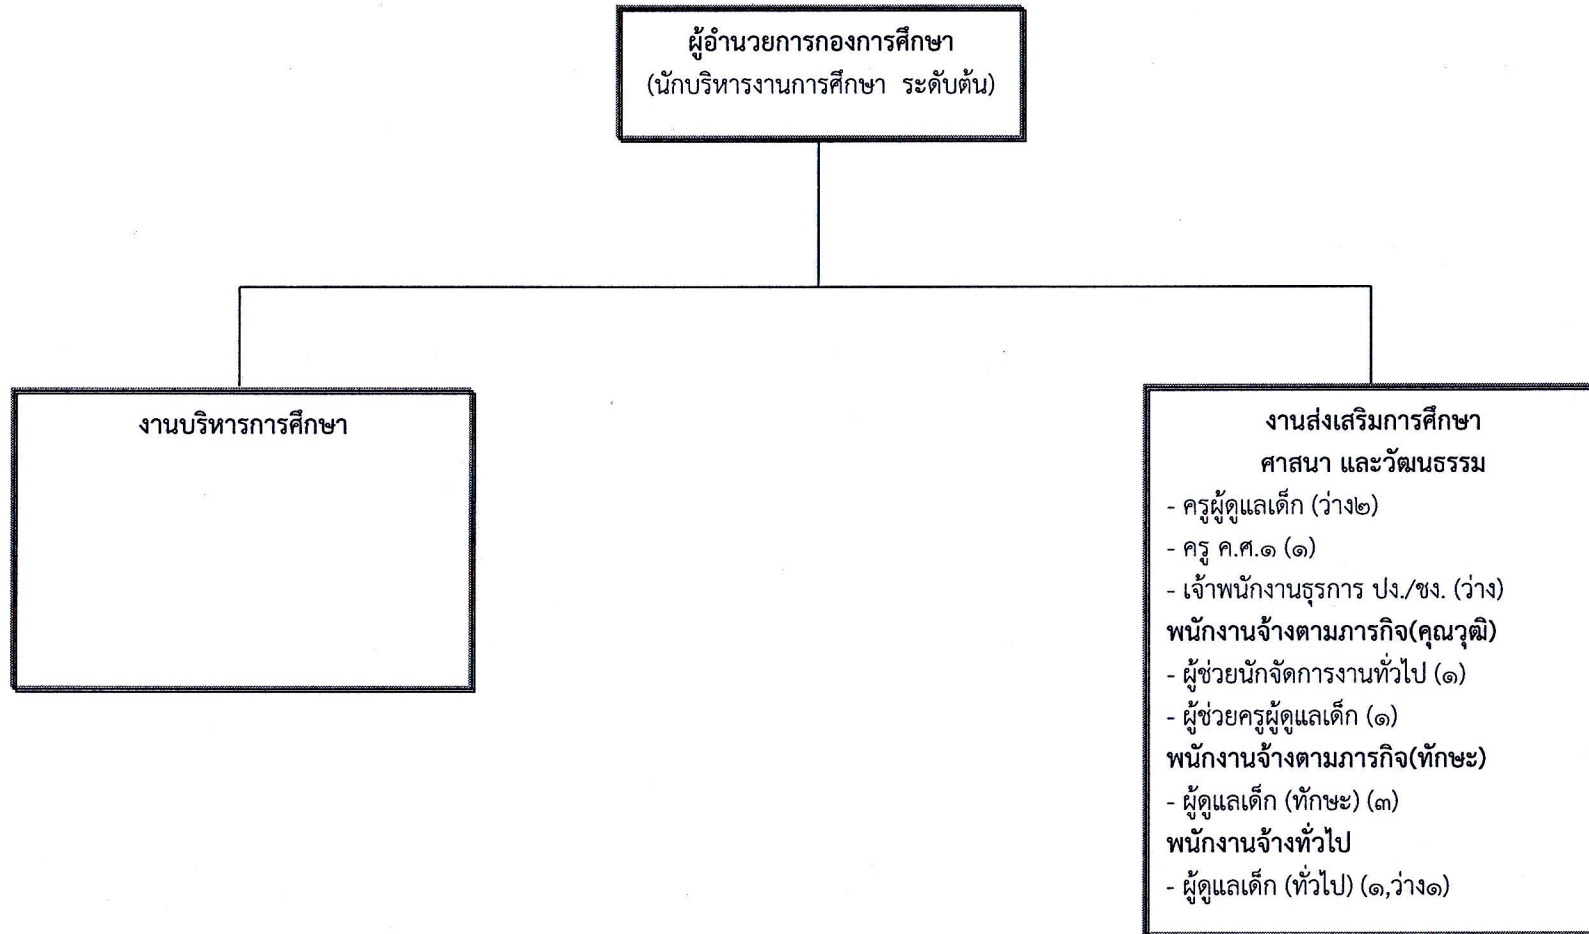 ผู้อำนวยการกองการศึกษา
(นักบริหารงานการศึกษา ระดับต้น)
งานบริหารการศึกษา
งานส่งเสริมการศึกษา
ศาสนา และวัฒนธรรม
- ครูผู้ดูแลเด็ก (ว่าง๒)
- ครู ค.ศ.๑ (๑)
- เจ้าพนักงานธุรการ ปง./ชง. (ว่าง)
พนักงานจ้างตามภารกิจ(คุณวุฒิ)
- ผู้ช่วยนักจัดการงานทั่วไป (๑)
- ผู้ช่วยครูผู้ดูแลเด็ก (๑)
พนักงานจ้างตามภารกิจ(ทักษะ)
- ผู้ดูแลเด็ก (ทักษะ) (๓)
พนักงานจ้างทั่วไป
- ผู้ดูแลเด็ก (ทั่วไป) (๑,ว่าง๑)